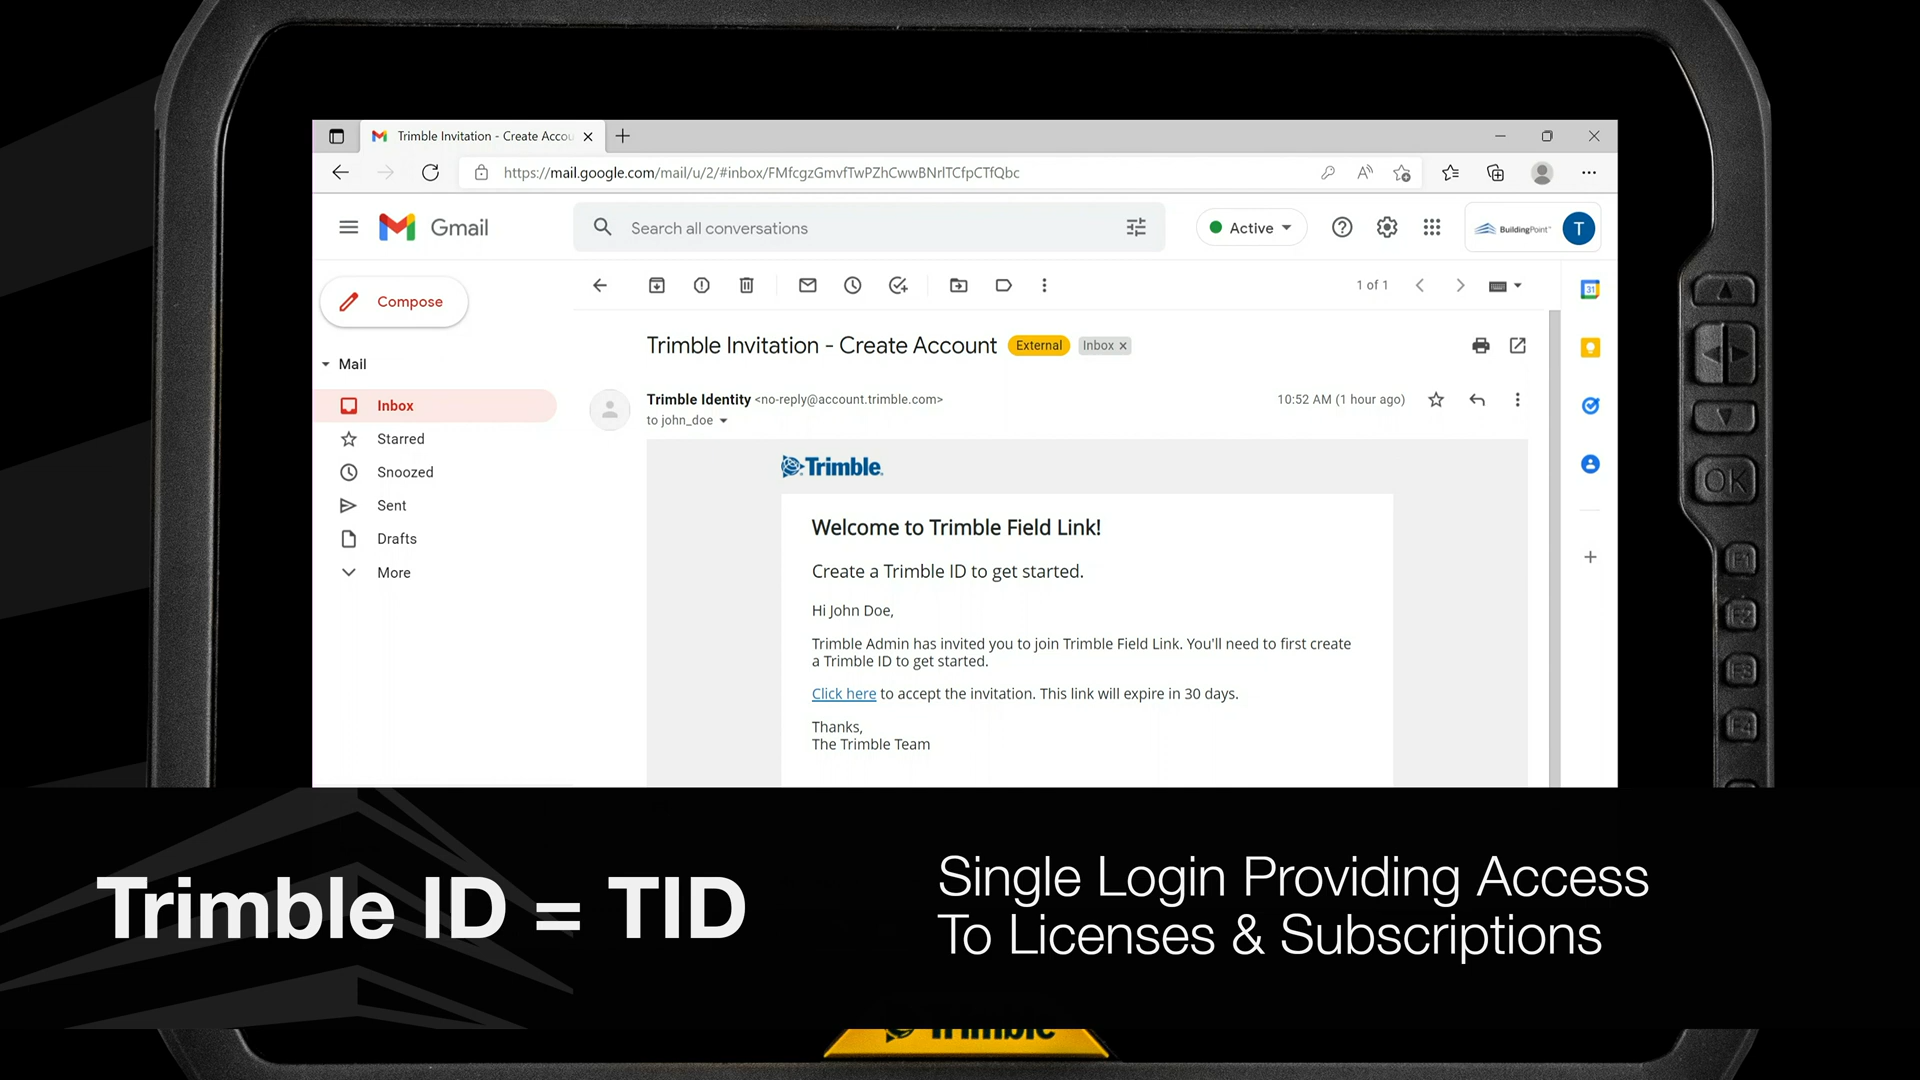 Trimble Invitation - Create Accou
https://mail.google.com/mail/u/2/#inbox/FMfcgzGmvfTwPZhCwwBNrlTCfpCTfQbc
Gmail
Search all conversations
Active
BuildingPoint
T
Compose
1 of 1
31
Mail
Trimble Invitation - Create Account
External
Inbox x
Inbox
Trimble Identity <no-reply@account.trimble.com>
10:52 AM (1 hour ago)
to john_doe
Starred
Snoozed
Sent
Drafts
More
Trimble
Welcome to Trimble Field Link!
Create a Trimble ID to get started.
Hi John Doe,
Trimble Admin has invited you to join Trimble Field Link. You'll need to first create
a Trimble ID to get started.
Click here to accept the invitation. This link will expire in 30 days.
Thanks,
The Trimble Team
OK
F1
F2
F3
F4
Trimble ID = TID
Single Login Providing Access
To Licenses & Subscriptions
Trimble